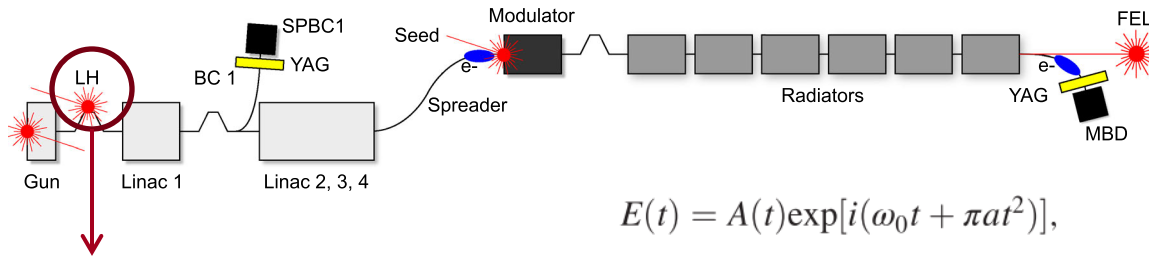 SPBC1
Modulator
FEL
Seed
LH
BC 1
YAG
e-
e-
Spreader
Radiators
YAG
MBD
Gun
Linac 1
Linac 2, 3, 4
E(t) = A(t)exp[i(ω₀t + πat²)],